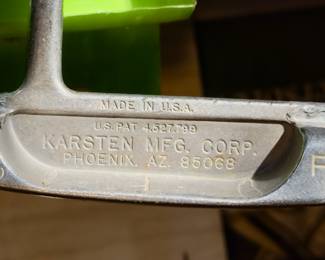 MADE IN U.S.A.
U.S. PAT 4,527,799
KARSTEN MFG. CORP.
PHOENIX, AZ. 85068